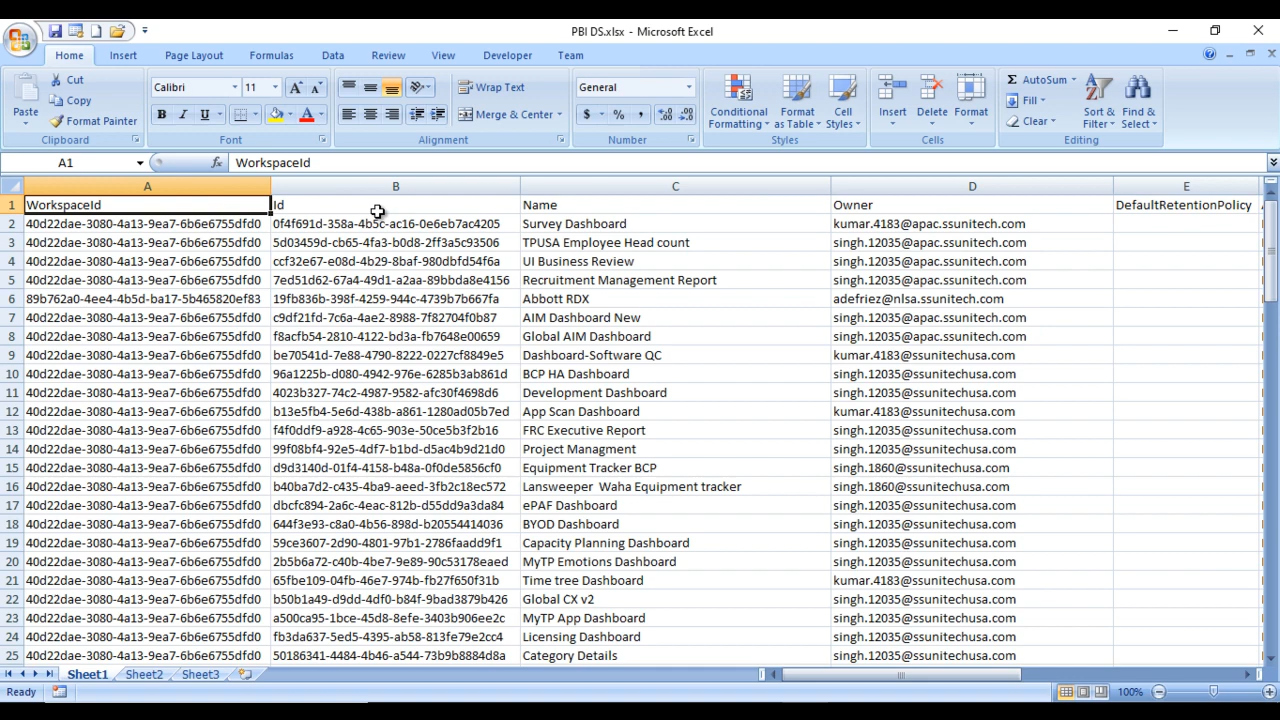 PBI DS.xlsx - Microsoft Excel
Home Insert Page Layout Formulas Data Review View Developer Team
Paste Cut Copy Format Painter Clipboard
Calibri 11 A A B I U A Font
Wrap Text Merge & Center Alignment
General $ % , .0 .00 .00 .0 Number
Conditional Formatting Format as Table Cell Styles Styles
Insert Delete Format Cells
Σ AutoSum Fill Clear Sort & Filter Find & Select Editing
A1 fx WorkspaceId
A B C D E
1 WorkspaceId Id Name Owner DefaultRetentionPolicy
2 40d22dae-3080-4a13-9ea7-6b6e6755dfd0 0f4f691d-358a-4b5c-ac16-0e6eb7ac4205 Survey Dashboard kumar.4183@apac.ssunitech.com
3 40d22dae-3080-4a13-9ea7-6b6e6755dfd0 5d03459d-cb65-4fa3-b0d8-2ff3a5c93506 TPUSA Employee Head count singh.12035@apac.ssunitech.com
4 40d22dae-3080-4a13-9ea7-6b6e6755dfd0 ccf32e67-e08d-4b29-8baf-980dbfd54f6a UI Business Review singh.12035@apac.ssunitech.com
5 40d22dae-3080-4a13-9ea7-6b6e6755dfd0 7ed51d62-67a4-49d1-a2aa-89bbda8e4156 Recruitment Management Report singh.12035@apac.ssunitech.com
6 89b762a0-4ee4-4b5d-ba17-5b465820ef83 19fb836b-398f-4259-944c-4739b7b667fa Abbott RDX adefriez@nlsa.ssunitech.com
7 40d22dae-3080-4a13-9ea7-6b6e6755dfd0 c9df21fd-7c6a-4ae2-8988-7f82704f0b87 AIM Dashboard New singh.12035@apac.ssunitech.com
8 40d22dae-3080-4a13-9ea7-6b6e6755dfd0 f8acfb54-2810-4122-bd3a-fb7648e00659 Global AIM Dashboard singh.12035@apac.ssunitech.com
9 40d22dae-3080-4a13-9ea7-6b6e6755dfd0 be70541d-7e88-4790-8222-0227cf8849e5 Dashboard-Software QC kumar.4183@ssunitechusa.com
10 40d22dae-3080-4a13-9ea7-6b6e6755dfd0 96a1225b-d080-4942-976e-6285b3ab861d BCP HA Dashboard singh.12035@ssunitechusa.com
11 40d22dae-3080-4a13-9ea7-6b6e6755dfd0 4023b327-74c2-4987-9582-afc30f4698d6 Development Dashboard singh.12035@ssunitechusa.com
12 40d22dae-3080-4a13-9ea7-6b6e6755dfd0 b13e5fb4-5e6d-438b-a861-1280ad05b7ed App Scan Dashboard kumar.4183@ssunitechusa.com
13 40d22dae-3080-4a13-9ea7-6b6e6755dfd0 f4f0ddf9-a928-4c65-903e-50ce5b3f2b16 FRC Executive Report singh.12035@ssunitechusa.com
14 40d22dae-3080-4a13-9ea7-6b6e6755dfd0 99f08bf4-92e5-4df7-b1bd-d5ac4b9d21d0 Project Managment singh.12035@ssunitechusa.com
15 40d22dae-3080-4a13-9ea7-6b6e6755dfd0 d9d3140d-01f4-4158-b48a-0f0de5856cf0 Equipment Tracker BCP singh.1860@ssunitechusa.com
16 40d22dae-3080-4a13-9ea7-6b6e6755dfd0 b40ba7d2-c435-4ba9-aeed-3fb2c18ec572 Lansweeper Waha Equipment tracker singh.1860@ssunitechusa.com
17 40d22dae-3080-4a13-9ea7-6b6e6755dfd0 dbcfc894-2a6c-4eac-812b-d55dd9a3da84 ePAF Dashboard singh.12035@ssunitechusa.com
18 40d22dae-3080-4a13-9ea7-6b6e6755dfd0 644f3e93-c8a0-4b56-898d-b20554414036 BYOD Dashboard singh.12035@ssunitechusa.com
19 40d22dae-3080-4a13-9ea7-6b6e6755dfd0 59ce3607-2d90-4801-97b1-2786faadd9f1 Capacity Planning Dashboard singh.12035@ssunitechusa.com
20 40d22dae-3080-4a13-9ea7-6b6e6755dfd0 2b5b6a72-c40b-4be7-9e89-90c53178eaed MyTP Emotions Dashboard singh.12035@ssunitechusa.com
21 40d22dae-3080-4a13-9ea7-6b6e6755dfd0 65fbe109-04fb-46e7-974b-fb27f650f31b Time tree Dashboard kumar.4183@ssunitechusa.com
22 40d22dae-3080-4a13-9ea7-6b6e6755dfd0 b50b1a49-d9dd-4df0-b84f-9bad3879b426 Global CX v2 singh.12035@ssunitechusa.com
23 40d22dae-3080-4a13-9ea7-6b6e6755dfd0 a500ca95-1bce-45d8-8efe-3403b906ee2c MyTP App Dashboard singh.12035@ssunitechusa.com
24 40d22dae-3080-4a13-9ea7-6b6e6755dfd0 fb3da637-5ed5-4395-ab58-813fe79e2cc4 Licensing Dashboard singh.12035@ssunitechusa.com
25 40d22dae-3080-4a13-9ea7-6b6e6755dfd0 50186341-4484-4b46-a544-73b9b8884d8a Category Details singh.12035@ssunitechusa.com
Sheet1 Sheet2 Sheet3
Ready 100%